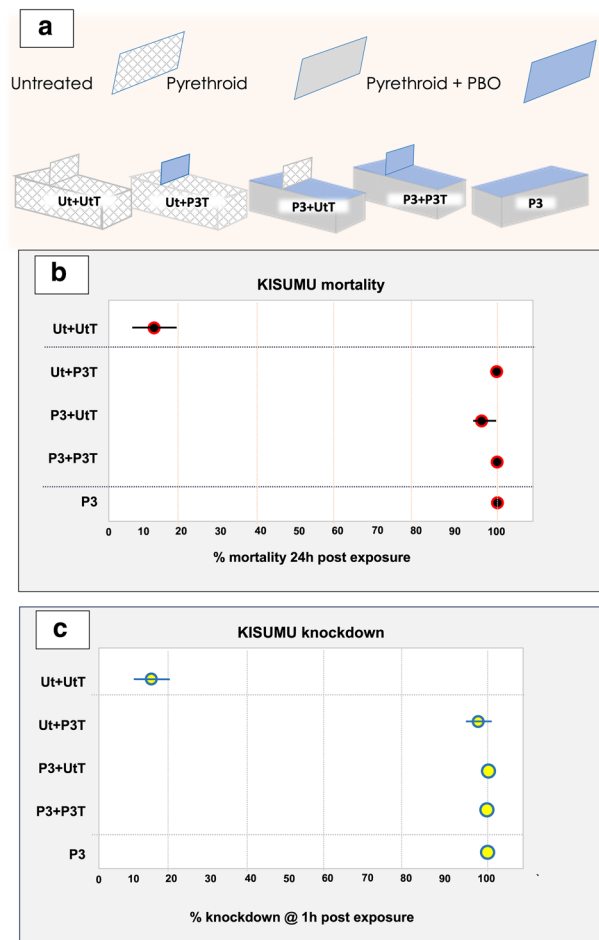 a
Untreated Pyrethroid Pyrethroid + PBO
Ut+UtT Ut+P3T P3+UtT P3+P3T P3
b
KISUMU mortality
Ut+UtT
Ut+P3T
P3+UtT
P3+P3T
P3
0 10 20 30 40 50 60 70 80 90 100
% mortality 24h post exposure
c
KISUMU knockdown
Ut+UtT
Ut+P3T
P3+UtT
P3+P3T
P3
0 10 20 30 40 50 60 70 80 90 100
% knockdown @ 1h post exposure